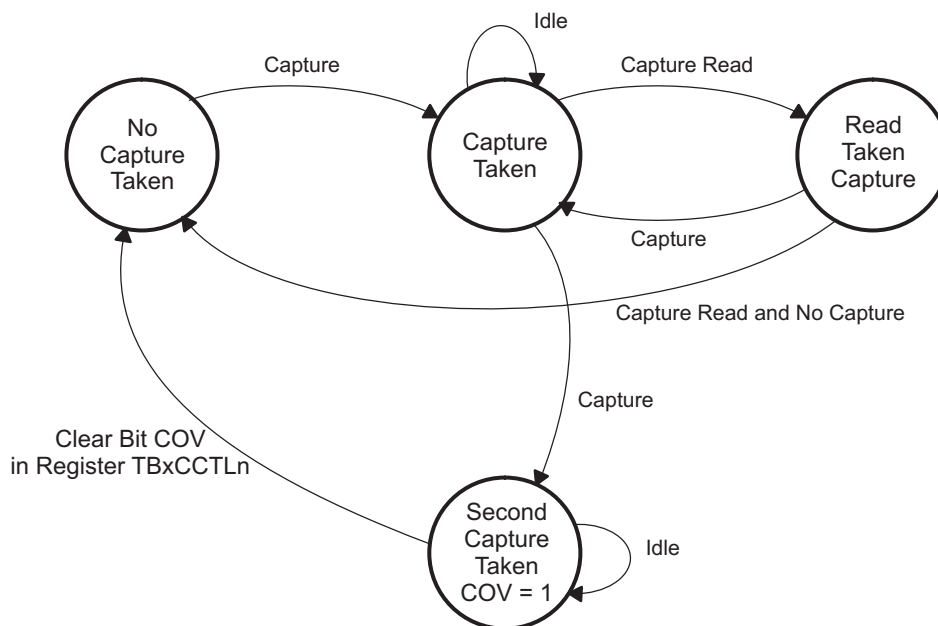 Idle
Capture
Capture Read
No
Capture
Taken
Capture
Taken
Read
Taken
Capture
Capture
Capture Read and No Capture
Capture
Clear Bit COV
in Register TBxCCTLn
Second
Capture
Taken
COV = 1
Idle